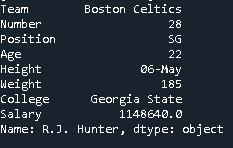 Team Boston Celtics
Number 28
Position SG
Age 22
Height 06-May
Weight 185
College Georgia State
Salary 1148640.0
Name: R.J. Hunter, dtype: object